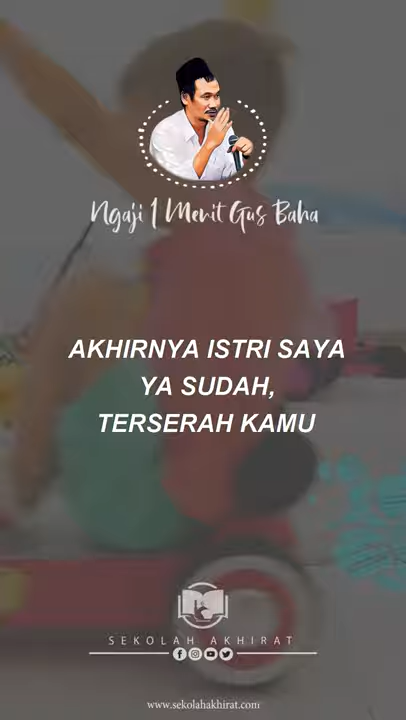 Ngaji 1 Menit Gus Baha
AKHIRNYA ISTRI SAYA
YA SUDAH,
TERSERAH KAMU
SEKOLAH AKHIRAT
www.sekolahakhirat.com